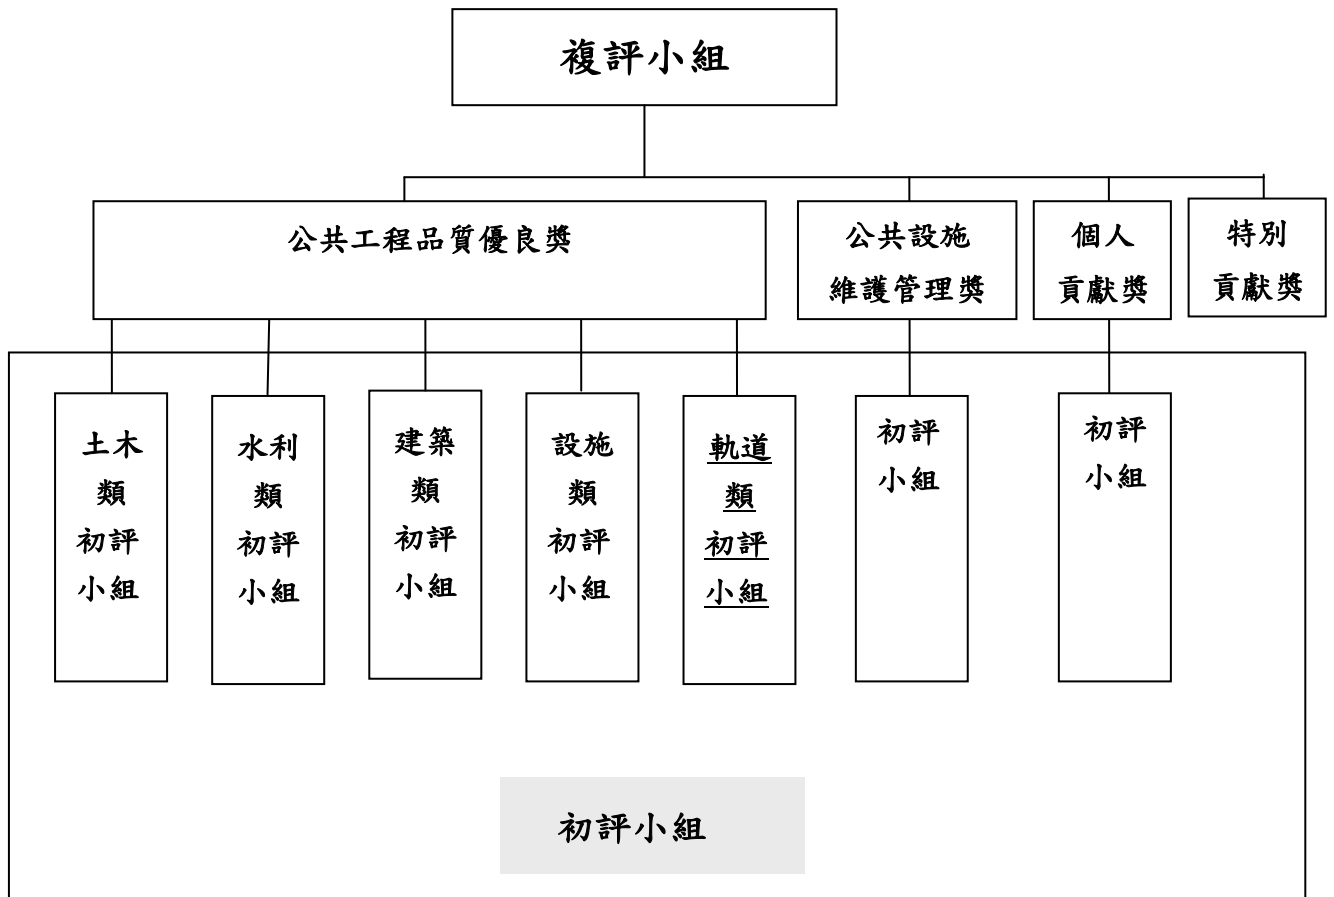 複評小組
公共工程品質優良獎
公共設施
維護管理獎
個人
貢獻獎
特別
貢獻獎
土木
類
初評
小組
水利
類
初評
小組
建築
類
初評
小組
設施
類
初評
小組
軌道
類
初評
小組
初評
小組
初評
小組
初評小組